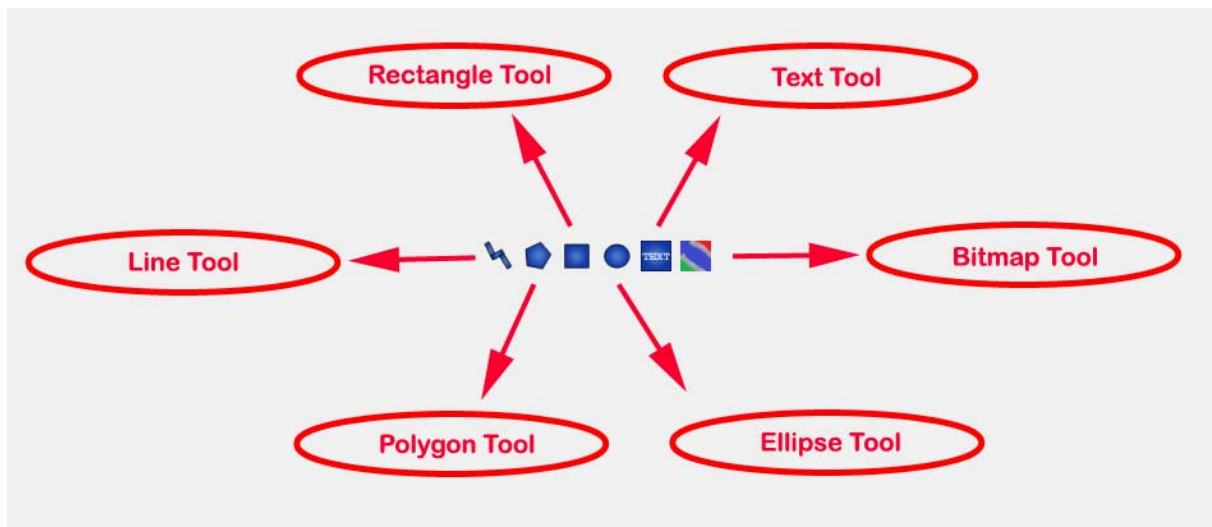 Rectangle Tool
Text Tool
Line Tool
TEXT
Bitmap Tool
Polygon Tool
Ellipse Tool